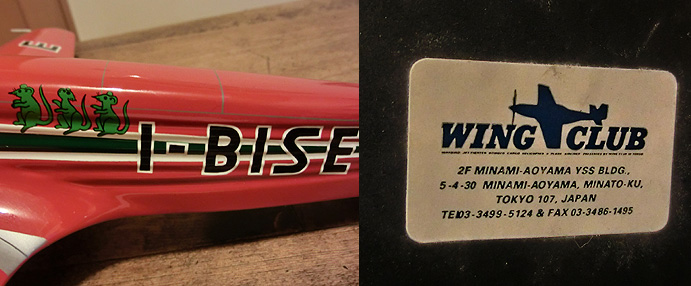 I-BISE
WING CLUB
2F MINAMI-AOYAMA YSS BLDG.,
5-4-30 MINAMI-AOYAMA, MINATO-KU,
TOKYO 107, JAPAN
TEL03-3499-5124 & FAX 03-3486-1495